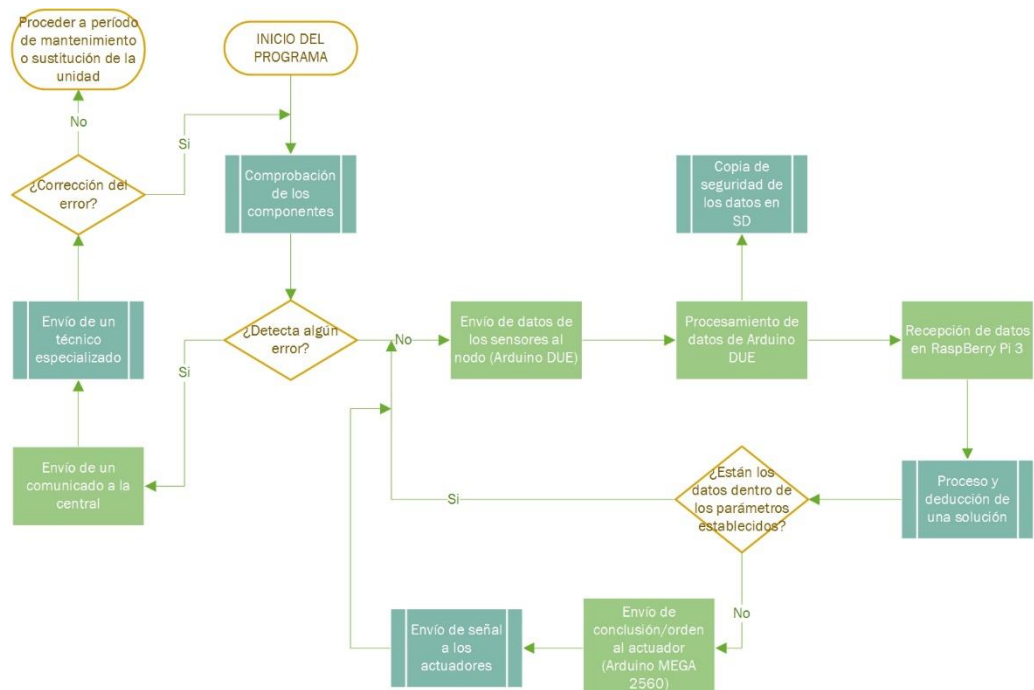 Proceder a período
de mantenimiento
o sustitución de la
unidad
INICIO DEL
PROGRAMA
No
Si
¿Corrección del
error?
Comprobación
de los
componentes
Copia de
seguridad de
los datos en
SD
Envío de un
técnico
especializado
¿Detecta algún
error?
No
Envío de datos de
los sensores al
nodo (Arduino DUE)
Procesamiento de
datos de Arduino
DUE
Recepción de datos
en RaspBerry Pi 3
Si
Envío de un
comunicado a la
central
Si
¿Están los
datos dentro de
los parámetros
establecidos?
Proceso y
deducción de
una solución
No
Envío de señal
a los
actuadores
Envío de
conclusión/orden
al actuador
(Arduino MEGA
2560)